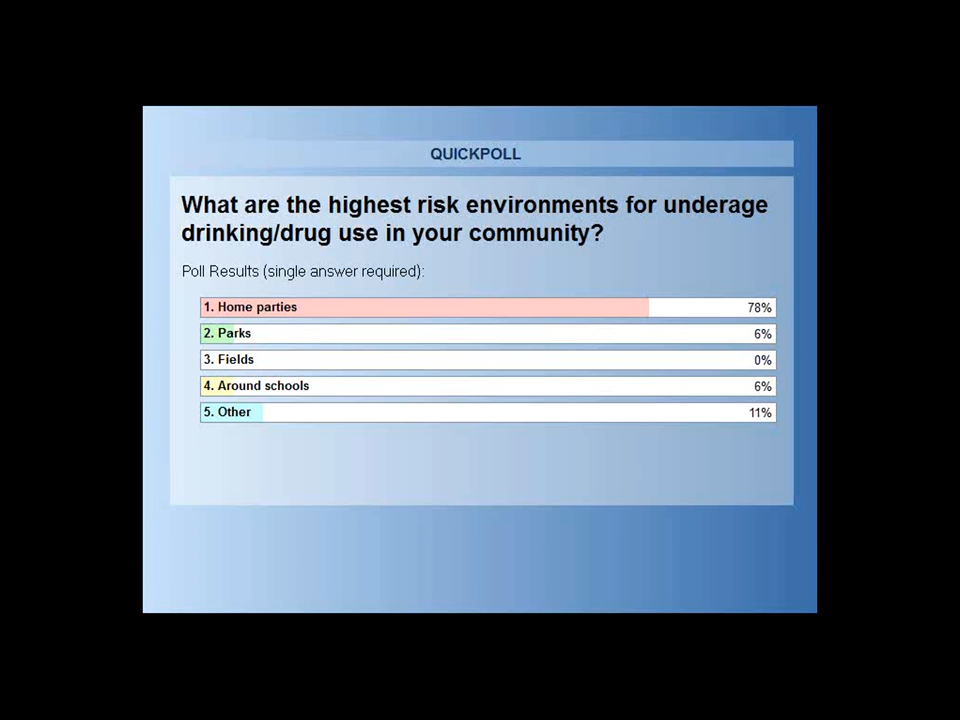 QUICKPOLL
What are the highest risk environments for underage
drinking/drug use in your community?
Poll Results (single answer required):
1. Home parties 78%
2. Parks 6%
3. Fields 0%
4. Around schools 6%
5. Other 11%